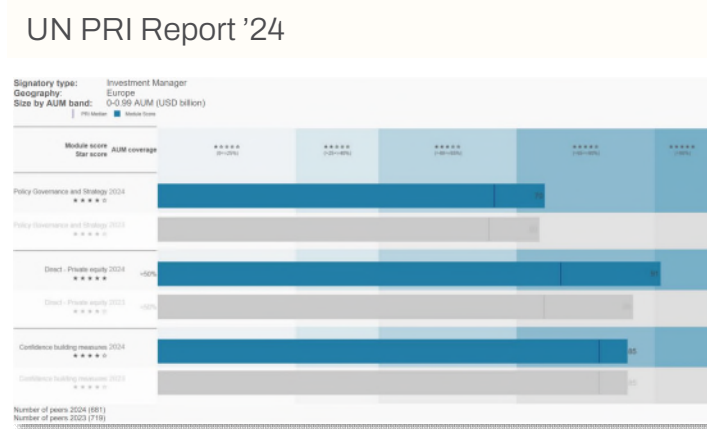 UN PRI Report ’24
Signatory type: Investment Manager
Geography: Europe
Size by AUM band: 0-0.99 AUM (USD billion)
PRI Median Module Score
Module score
Star score
AUM coverage
★★★★★ ★★★★★ ★★★★★ ★★★★★ ★★★★★
Policy Governance and Strategy 2024
★★★★☆
Policy Governance and Strategy 2023
★★★★☆
Direct - Private equity 2024 >50%
★★★★★
Direct - Private equity 2023 >50%
★★★★☆
Confidence building measures 2024 85
★★★★☆
Confidence building measures 2023 85
★★★★☆
Number of peers 2024 (681)
Number of peers 2023 (719)